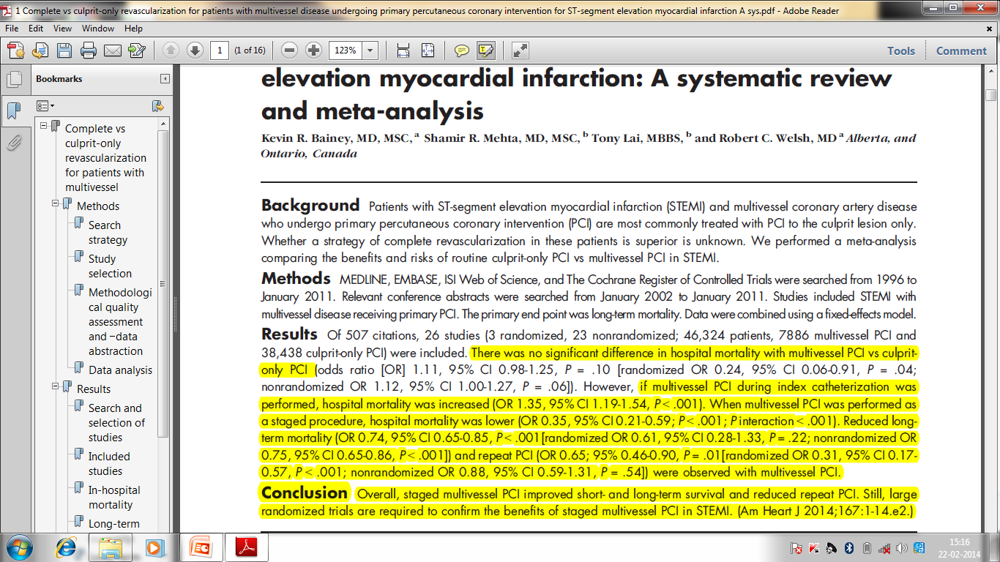 1 Complete vs culprit-only revascularization for patients with multivessel disease undergoing primary percutaneous coronary intervention for ST-segment elevation myocardial infarction A sys.pdf - Adobe Reader
File Edit View Window Help
1 (1 of 16) 123% Tools Comment
Bookmarks
Complete vs
culprit-only
revascularization
for patients with
multivessel
Methods
Search
strategy
Study
selection
Methodologi
cal quality
assessment
and –data
abstraction
Data analysis
Results
Search and
selection of
studies
Included
studies
In-hospital
mortality
Long-term
elevation myocardial infarction: A systematic review
and meta-analysis
Kevin R. Bainey, MD, MSC,a Shamir R. Mehta, MD, MSC,b Tony Lai, MBBS,b and Robert C. Welsh, MDa Alberta, and
Ontario, Canada
Background Patients with ST-segment elevation myocardial infarction (STEMI) and multivessel coronary artery disease
who undergo primary percutaneous coronary intervention (PCI) are most commonly treated with PCI to the culprit lesion only.
Whether a strategy of complete revascularization in these patients is superior is unknown. We performed a meta-analysis
comparing the benefits and risks of routine culprit-only PCI vs multivessel PCI in STEMI.
Methods MEDLINE, EMBASE, ISI Web of Science, and The Cochrane Register of Controlled Trials were searched from 1996 to
January 2011. Relevant conference abstracts were searched from January 2002 to January 2011. Studies included STEMI with
multivessel disease receiving primary PCI. The primary end point was long-term mortality. Data were combined using a fixed-effects model.
Results Of 507 citations, 26 studies (3 randomized, 23 nonrandomized; 46,324 patients, 7886 multivessel PCI and
38,438 culprit-only PCI) were included. There was no significant difference in hospital mortality with multivessel PCI vs culprit-
only PCI (odds ratio [OR] 1.11, 95% CI 0.98-1.25, P = .10 [randomized OR 0.24, 95% CI 0.06-0.91, P = .04;
nonrandomized OR 1.12, 95% CI 1.00-1.27, P = .06]). However, if multivessel PCI during index catheterization was
performed, hospital mortality was increased (OR 1.35, 95% CI 1.19-1.54, P < .001). When multivessel PCI was performed as
a staged procedure, hospital mortality was lower (OR 0.35, 95% CI 0.21-0.59; P < .001; P interaction < .001). Reduced long-
term mortality (OR 0.74, 95% CI 0.65-0.85, P < .001 [randomized OR 0.61, 95% CI 0.28-1.33, P = .22; nonrandomized OR
0.75, 95% CI 0.65-0.86, P < .001]) and repeat PCI (OR 0.65; 95% 0.46-0.90, P = .01[randomized OR 0.31, 95% CI 0.17-
0.57, P < .001; nonrandomized OR 0.88, 95% CI 0.59-1.31, P = .54]) were observed with multivessel PCI.
Conclusion Overall, staged multivessel PCI improved short- and long-term survival and reduced repeat PCI. Still, large
randomized trials are required to confirm the benefits of staged multivessel PCI in STEMI. (Am Heart J 2014;167:1-14.e2.)
15:16
22-02-2014